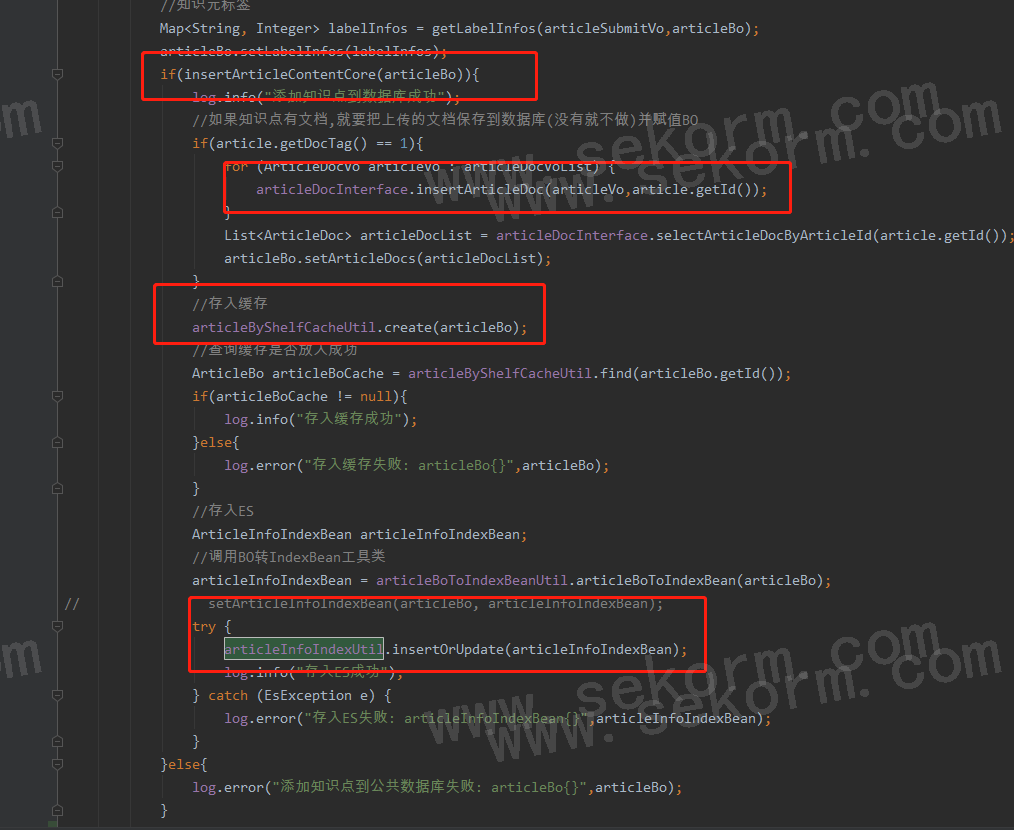 //知识元标签
Map<String, Integer> labelInfos = getLabelInfos(articleSubmitVo,articleBo);
articleBo.setLabelInfos(labelInfos);
if(insertArticleContentCore(articleBo)){
log.info("添加知识点到数据库成功");
//如果知识点有文档,就要把上传的文档保存到数据库(没有就不做)并赋值BO
if(article.getDocTag() == 1){
for (ArticleDocVo articleVo : articleDocVoList) {
articleDocInterface.insertArticleDoc(articleVo,article.getId());
}
List<ArticleDoc> articleDocList = articleDocInterface.selectArticleDocByArticleId(article.getId());
articleBo.setArticleDocs(articleDocList);
}
//存入缓存
articleByShelfCacheUtil.create(articleBo);
//查询缓存是否放入成功
ArticleBo articleBoCache = articleByShelfCacheUtil.find(articleBo.getId());
if(articleBoCache != null){
log.info("存入缓存成功");
}else{
log.error("存入缓存失败: articleBo{}",articleBo);
}
//存入ES
ArticleInfoIndexBean articleInfoIndexBean;
//调用BO转IndexBean工具类
articleInfoIndexBean = articleBoToIndexBeanUtil.articleBoToIndexBean(articleBo);
// setArticleInfoIndexBean(articleBo, articleInfoIndexBean);
try {
articleInfoIndexUtil.insertOrUpdate(articleInfoIndexBean);
log.info("存入ES成功");
} catch (EsException e) {
log.error("存入ES失败: articleInfoIndexBean{}",articleInfoIndexBean);
}
}else{
log.error("添加知识点到公共数据库失败: articleBo{}",articleBo);
}
www.sekorm.com
www.sekorm.com
www.sekorm.com
www.sekorm.com